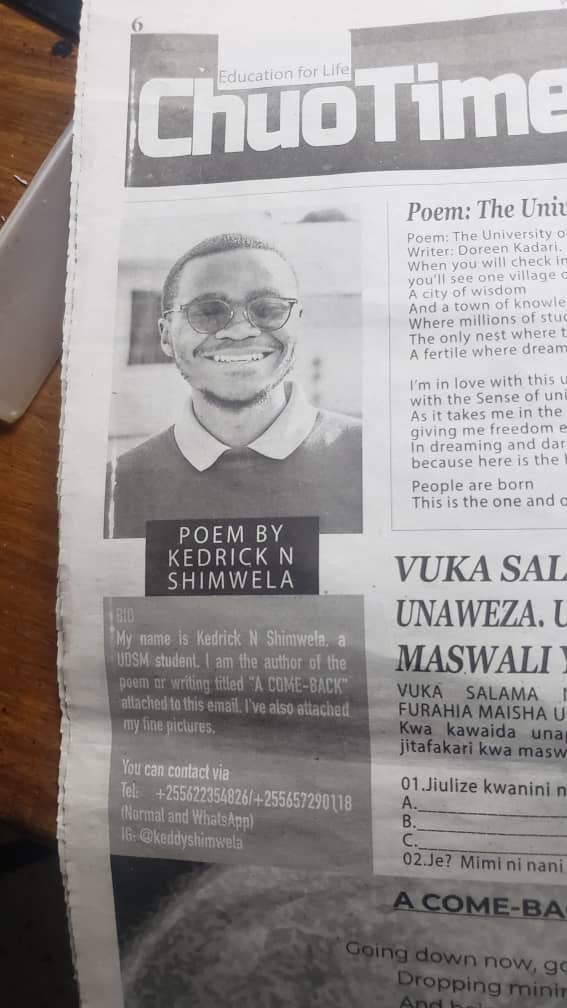 6
Education for Life
ChuoTime
POEM BY
KEDRICK N
SHIMWELA
BIO
My name is Kedrick N Shimwela, a
UDSM student. I am the author of the
poem or writing titled "A COME-BACK"
attached to this email. I've also attached
my fine pictures.
You can contact via
Tel: +255622354826/+255657290118
(Normal and WhatsApp)
IG: @keddyshimwela
Poem: The Univ
Poem: The University o
Writer: Doreen Kadari.
When you will check in
you'll see one village
A city of wisdom
And a town of knowle
Where millions of stud
The only nest where t
A fertile where dream
I'm in love with this u
with the Sense of uni
As it takes me in the
giving me freedom e
In dreaming and dar
because here is the
People are born
This is the one and o
VUKA SAL
UNAWEZA. U
MASWALI Y
VUKA SALAMA N
FURAHIA MAISHA U
Kwa kawaida unap
jitafakari kwa masw
01.Jiulize kwanini n
A.
B.
C.
02.Je? Mimi ni nani
A COME-BA
Going down now, go
Dropping minin